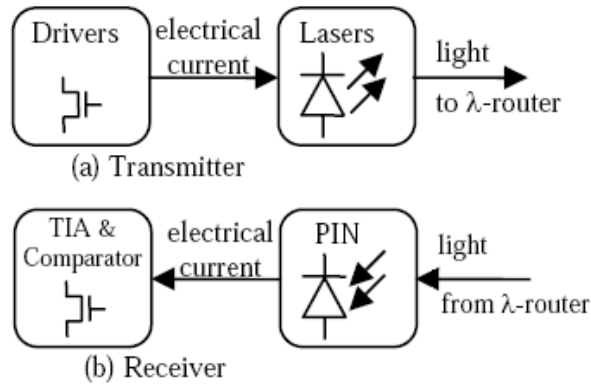 Drivers
electrical
current
Lasers
light
to λ-router
(a) Transmitter
TIA &
Comparator
electrical
current
PIN
light
from λ-router
(b) Receiver